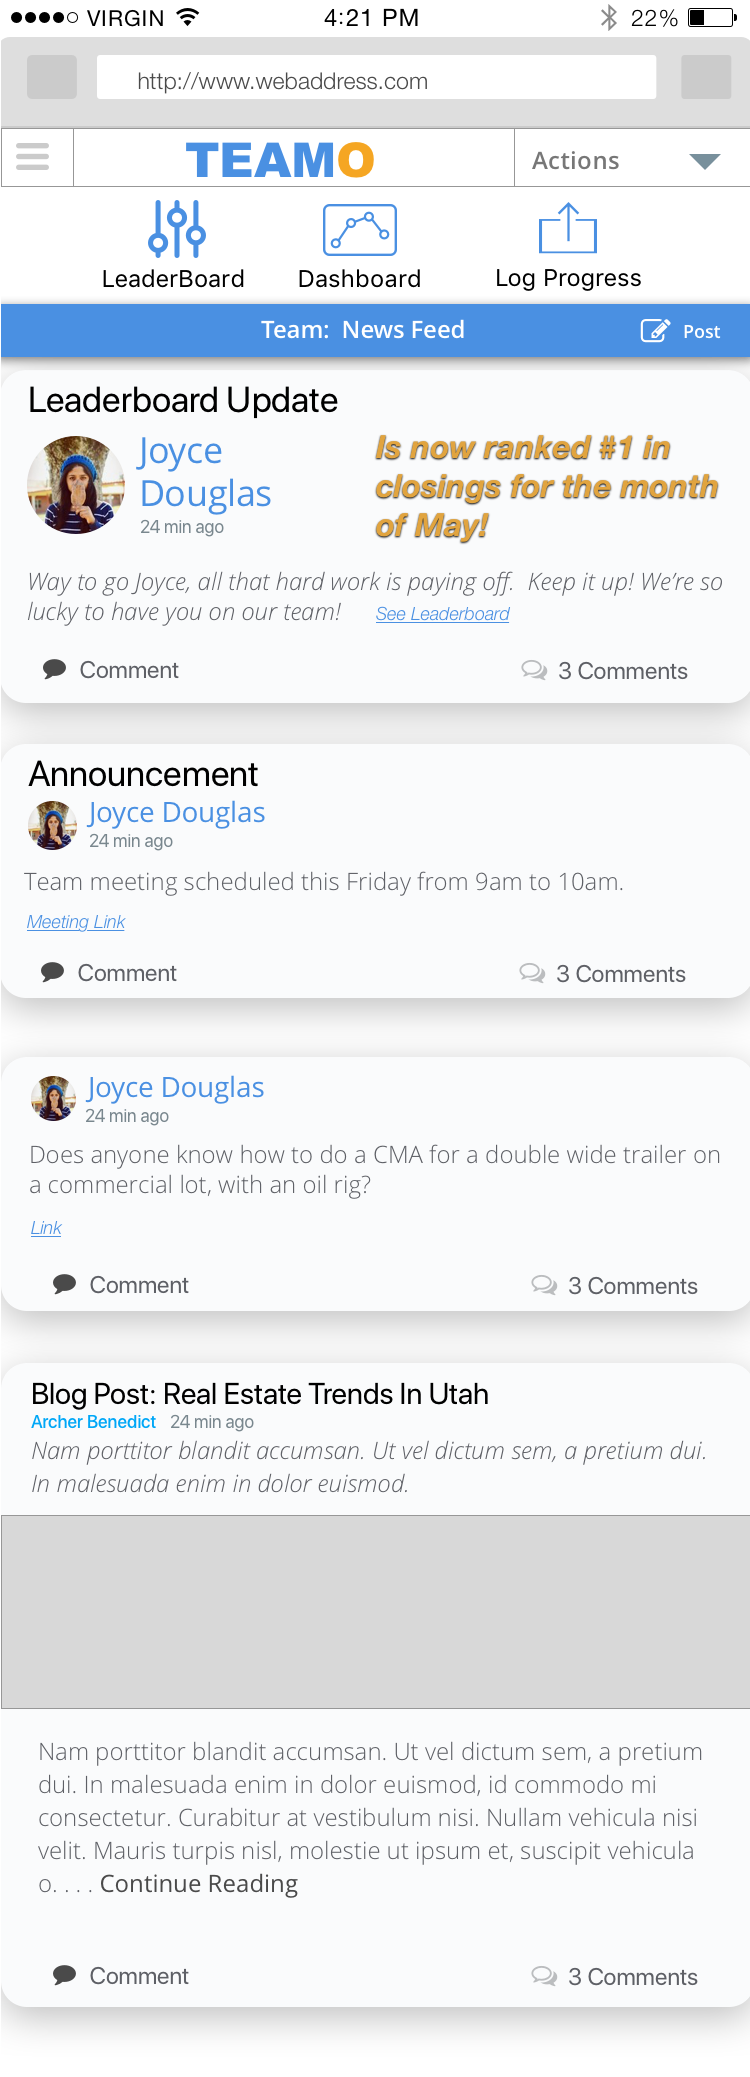 VIRGIN 4:21 PM 22%
http://www.webaddress.com
TEAMO Actions
LeaderBoard Dashboard Log Progress
Team: News Feed Post
Leaderboard Update
Joyce
Douglas
24 min ago
Is now ranked #1 in
closings for the month
of May!
Way to go Joyce, all that hard work is paying off. Keep it up! We're so
lucky to have you on our team! See Leaderboard
Comment 3 Comments
Announcement
Joyce Douglas
24 min ago
Team meeting scheduled this Friday from 9am to 10am.
Meeting Link
Comment 3 Comments
Joyce Douglas
24 min ago
Does anyone know how to do a CMA for a double wide trailer on
a commercial lot, with an oil rig?
Link
Comment 3 Comments
Blog Post: Real Estate Trends In Utah
Archer Benedict 24 min ago
Nam porttitor blandit accumsan. Ut vel dictum sem, a pretium dui.
In malesuada enim in dolor euismod.
Nam porttitor blandit accumsan. Ut vel dictum sem, a pretium
dui. In malesuada enim in dolor euismod, id commodo mi
consectetur. Curabitur at vestibulum nisi. Nullam vehicula nisi
velit. Mauris turpis nisl, molestie ut ipsum et, suscipit vehicula
o. . . . Continue Reading
Comment 3 Comments